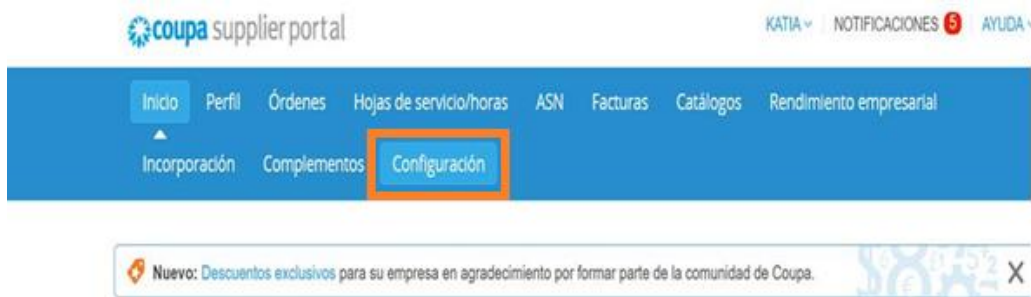 coupa supplier portal
KATIA NOTIFICACIONES 5 AYUDA
Inicio Perfil Órdenes Hojas de servicio/horas ASN Facturas Catálogos Rendimiento empresarial
Incorporación Complementos Configuración
Nuevo: Descuentos exclusivos para su empresa en agradecimiento por formar parte de la comunidad de Coupa. X